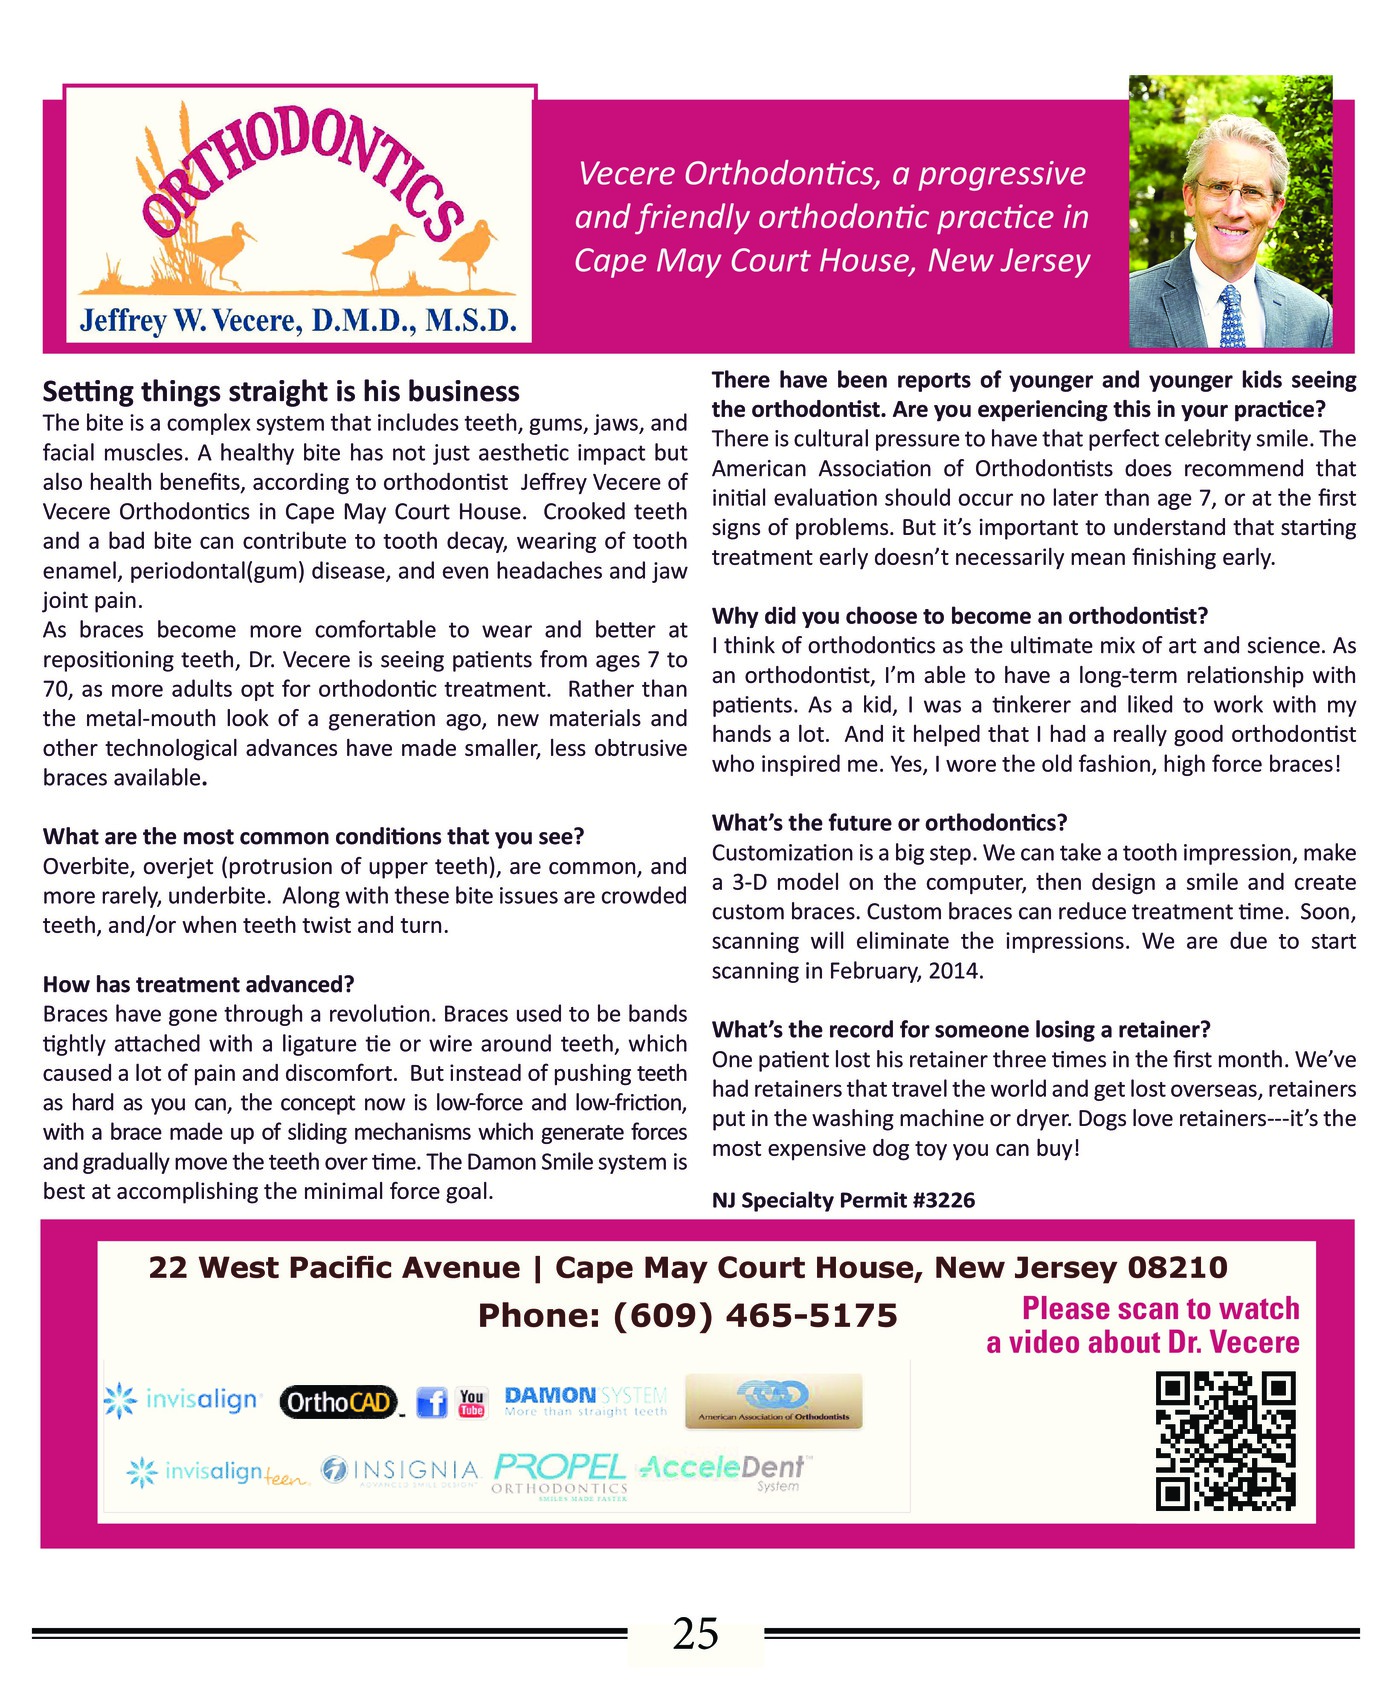 ORTHODONTICS
Jeffrey W. Vecere, D.M.D., M.S.D.
Vecere Orthodontics, a progressive
and friendly orthodontic practice in
Cape May Court House, New Jersey
Setting things straight is his business
The bite is a complex system that includes teeth, gums, jaws, and
facial muscles. A healthy bite has not just aesthetic impact but
also health benefits, according to orthodontist  Jeffrey Vecere of
Vecere Orthodontics in Cape May Court House.  Crooked teeth
and a bad bite can contribute to tooth decay, wearing of tooth
enamel, periodontal(gum) disease, and even headaches and jaw
joint pain.
As braces become more comfortable to wear and better at
repositioning teeth, Dr. Vecere is seeing patients from ages 7 to
70, as more adults opt for orthodontic treatment.  Rather than
the metal-mouth look of a generation ago, new materials and
other technological advances have made smaller, less obtrusive
braces available.
What are the most common conditions that you see?
Overbite, overjet (protrusion of upper teeth), are common, and
more rarely, underbite.  Along with these bite issues are crowded
teeth, and/or when teeth twist and turn.
How has treatment advanced?
Braces have gone through a revolution. Braces used to be bands
tightly attached with a ligature tie or wire around teeth, which
caused a lot of pain and discomfort.  But instead of pushing teeth
as hard as you can, the concept now is low-force and low-friction,
with a brace made up of sliding mechanisms which generate forces
and gradually move the teeth over time. The Damon Smile system is
best at accomplishing the minimal force goal.
There have been reports of younger and younger kids seeing
the orthodontist. Are you experiencing this in your practice?
There is cultural pressure to have that perfect celebrity smile. The
American Association of Orthodontists does recommend that
initial evaluation should occur no later than age 7, or at the first
signs of problems. But it's important to understand that starting
treatment early doesn't necessarily mean finishing early.
Why did you choose to become an orthodontist?
I think of orthodontics as the ultimate mix of art and science. As
an orthodontist, I'm able to have a long-term relationship with
patients. As a kid, I was a tinkerer and liked to work with my
hands a lot.  And it helped that I had a really good orthodontist
who inspired me. Yes, I wore the old fashion, high force braces!
What's the future or orthodontics?
Customization is a big step. We can take a tooth impression, make
a 3-D model on the computer, then design a smile and create
custom braces. Custom braces can reduce treatment time.  Soon,
scanning will eliminate the impressions. We are due to start
scanning in February, 2014.
What's the record for someone losing a retainer?
One patient lost his retainer three times in the first month. We've
had retainers that travel the world and get lost overseas, retainers
put in the washing machine or dryer. Dogs love retainers---it's the
most expensive dog toy you can buy!
NJ Specialty Permit #3226
22 West Pacific Avenue | Cape May Court House, New Jersey 08210
Phone: (609) 465-5175
Please scan to watch
a video about Dr. Vecere
invisalign OrthoCAD f You Tube DAMON SYSTEM
More than straight teeth
American Association of Orthodontists
invisalign teen INSIGNIA PROPEL AcceleDent™
ADVANCED SMILE DESIGN ORTHODONTICS System
SMILES MADE FASTER
25